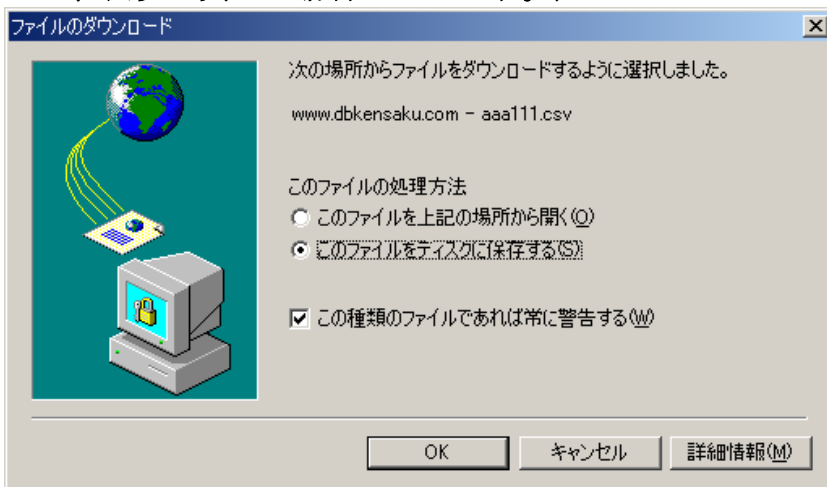 ファイルのダウンロード
次の場所からファイルをダウンロードするように選択しました。
www.dbkensaku.com - aaa111.csv
このファイルの処理方法
このファイルを上記の場所から開く(O)
このファイルをディスクに保存する(S)
この種類のファイルであれば常に警告する(W)
OK キャンセル 詳細情報(M)